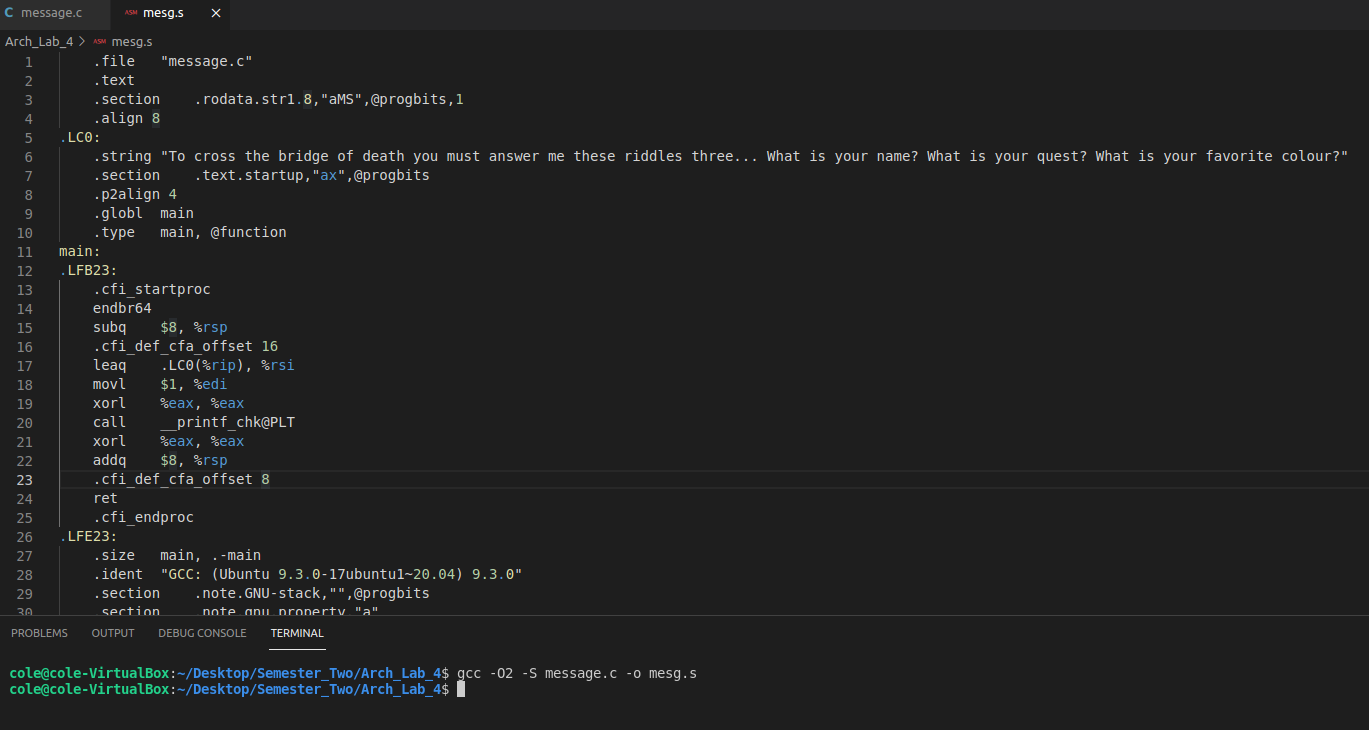 C message.c ASM mesg.s ×
Arch_Lab_4 > ASM mesg.s
1 .file "message.c"
2 .text
3 .section .rodata.str1.8,"aMS",@progbits,1
4 .align 8
5 .LC0:
6 .string "To cross the bridge of death you must answer me these riddles three... What is your name? What is your quest? What is your favorite colour?"
7 .section .text.startup,"ax",@progbits
8 .p2align 4
9 .globl main
10 .type main, @function
11 main:
12 .LFB23:
13 .cfi_startproc
14 endbr64
15 subq $8, %rsp
16 .cfi_def_cfa_offset 16
17 leaq .LC0(%rip), %rsi
18 movl $1, %edi
19 xorl %eax, %eax
20 call __printf_chk@PLT
21 xorl %eax, %eax
22 addq $8, %rsp
23 .cfi_def_cfa_offset 8
24 ret
25 .cfi_endproc
26 .LFE23:
27 .size main, .-main
28 .ident "GCC: (Ubuntu 9.3.0-17ubuntu1~20.04) 9.3.0"
29 .section .note.GNU-stack,"",@progbits
30 .section .note.gnu.property,"a"
PROBLEMS OUTPUT DEBUG CONSOLE TERMINAL
cole@cole-VirtualBox:~/Desktop/Semester_Two/Arch_Lab_4$ gcc -O2 -S message.c -o mesg.s
cole@cole-VirtualBox:~/Desktop/Semester_Two/Arch_Lab_4$